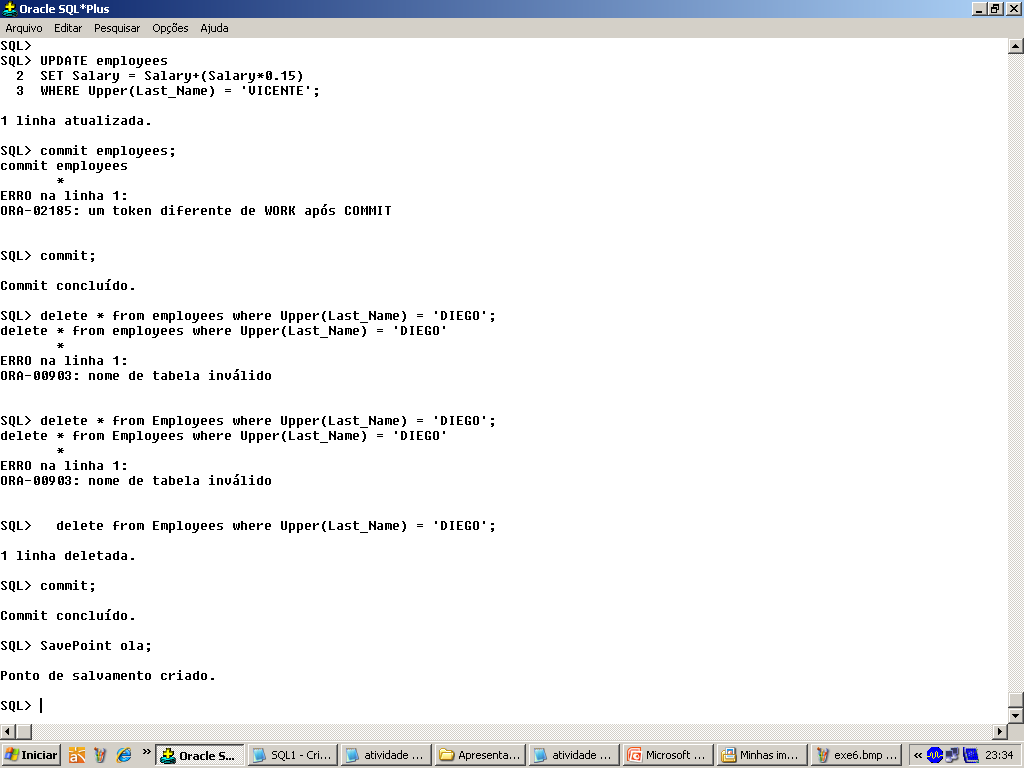 Oracle SQL*Plus
Arquivo Editar Pesquisar Opções Ajuda
SQL>
SQL> UPDATE employees
  2  SET Salary = Salary+(Salary*0.15)
  3  WHERE Upper(Last_Name) = 'VICENTE';
1 linha atualizada.
SQL> commit employees;
commit employees
       *
ERRO na linha 1:
ORA-02185: um token diferente de WORK após COMMIT
SQL> commit;
Commit concluído.
SQL> delete * from employees where Upper(Last_Name) = 'DIEGO';
delete * from employees where Upper(Last_Name) = 'DIEGO'
       *
ERRO na linha 1:
ORA-00903: nome de tabela inválido
SQL> delete * from Employees where Upper(Last_Name) = 'DIEGO';
delete * from Employees where Upper(Last_Name) = 'DIEGO'
       *
ERRO na linha 1:
ORA-00903: nome de tabela inválido
SQL>   delete from Employees where Upper(Last_Name) = 'DIEGO';
1 linha deletada.
SQL> commit;
Commit concluído.
SQL> SavePoint ola;
Ponto de salvamento criado.
SQL>
Iniciar » Oracle S... SQL1 - Cri... atividade ... Apresenta... atividade ... Microsoft ... Minhas im... exe6.bmp ... « 23:34